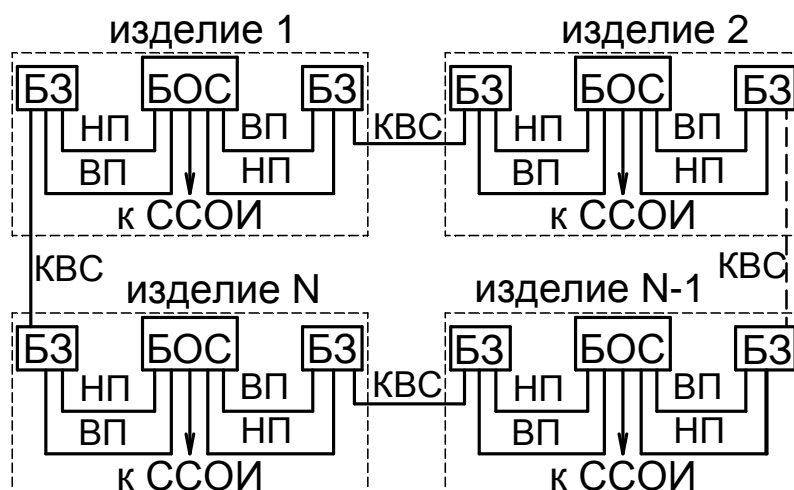 изделие 1 изделие 2
БЗ БОС БЗ БЗ БОС БЗ
НП ВП КВС НП ВП
ВП НП ВП НП
к ССОИ к ССОИ
КВС КВС
изделие N изделие N-1
БЗ БОС БЗ БЗ БОС БЗ
НП ВП КВС НП ВП
ВП НП ВП НП
к ССОИ к ССОИ